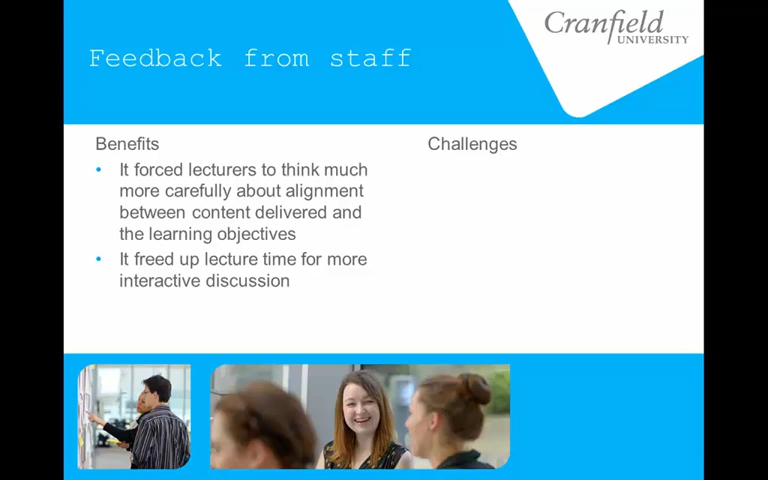 Cranfield
UNIVERSITY
Feedback from staff
Benefits
• It forced lecturers to think much
more carefully about alignment
between content delivered and
the learning objectives
• It freed up lecture time for more
interactive discussion
Challenges